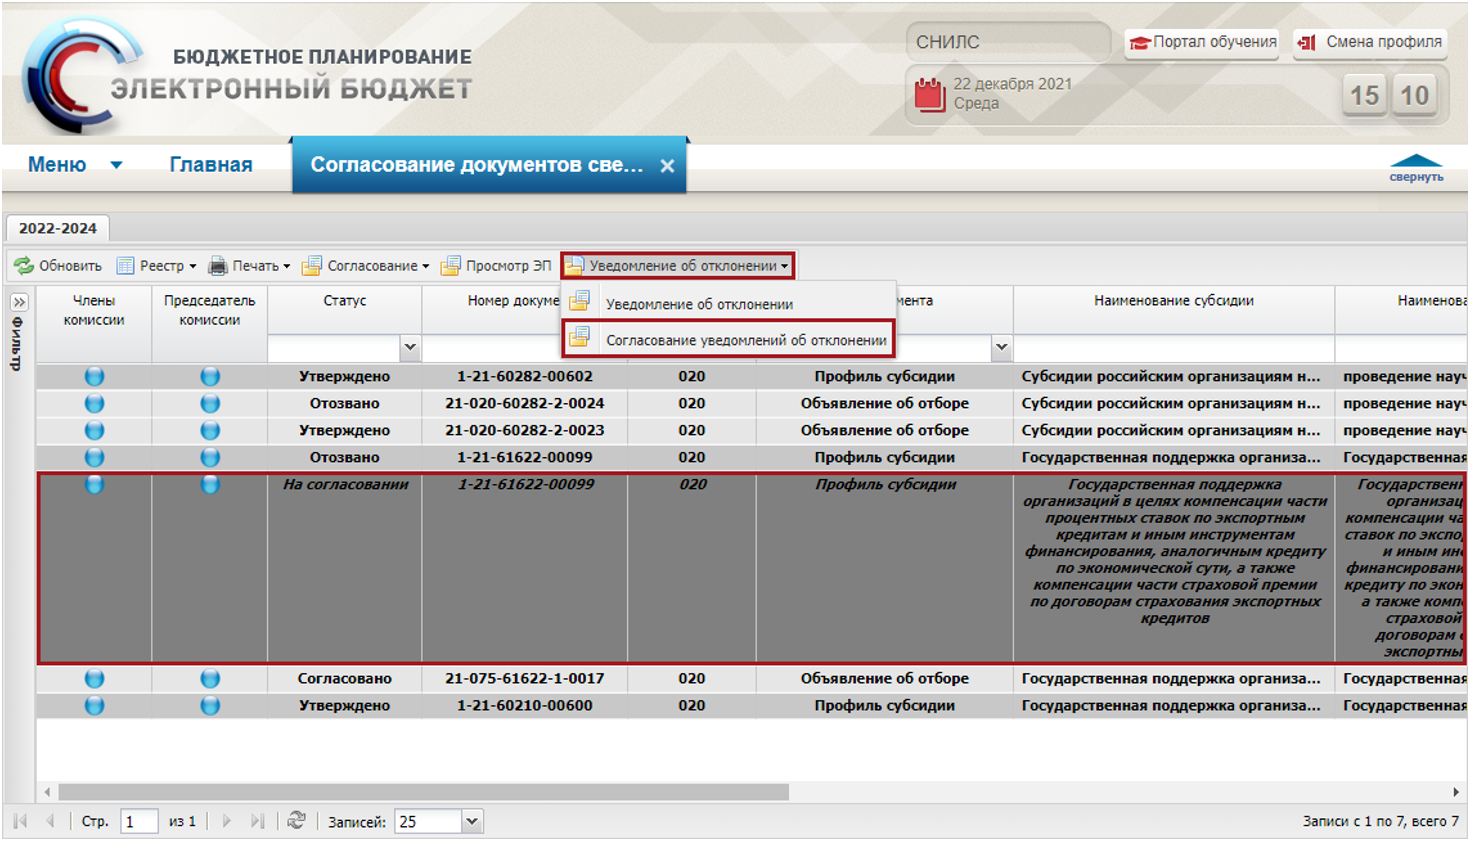 БЮДЖЕТНОЕ ПЛАНИРОВАНИЕ
ЭЛЕКТРОННЫЙ БЮДЖЕТ
СНИЛС
Портал обучения
Смена профиля
22 декабря 2021
Среда
15 10
Меню
Главная
Согласование документов све...
свернуть
2022-2024
Обновить Реестр Печать Согласование Просмотр ЭП Уведомление об отклонении
Уведомление об отклонении
Согласование уведомлений об отклонении
Фильтр
Члены комиссии
Председатель комиссии
Статус
Номер докуме
мента
Наименование субсидии
Наименова
Утверждено 1-21-60282-00602 020 Профиль субсидии Субсидии российским организациям н... проведение науч
Отозвано 21-020-60282-2-0024 020 Объявление об отборе Субсидии российским организациям н... проведение науч
Утверждено 21-020-60282-2-0023 020 Объявление об отборе Субсидии российским организациям н... проведение науч
Отозвано 1-21-61622-00099 020 Профиль субсидии Государственная поддержка организа... Государственная
На согласовании 1-21-61622-00099 020 Профиль субсидии Государственная поддержка Государственн
организаций в целях компенсации части организац
процентных ставок по экспортным компенсации ча
кредитам и иным инструментам ставок по экспо
финансирования, аналогичным кредиту и иным ин
по экономической сути, а также финансировани
компенсации части страховой премии кредиту по экон
по договорам страхования экспортных а также комп
кредитов страховой
договорам
экспортны
Согласовано 21-075-61622-1-0017 020 Объявление об отборе Государственная поддержка организа... Государственная
Утверждено 1-21-60210-00600 020 Профиль субсидии Государственная поддержка организа... Государственная
Стр. 1 из 1 Записей: 25 Записи с 1 по 7, всего 7